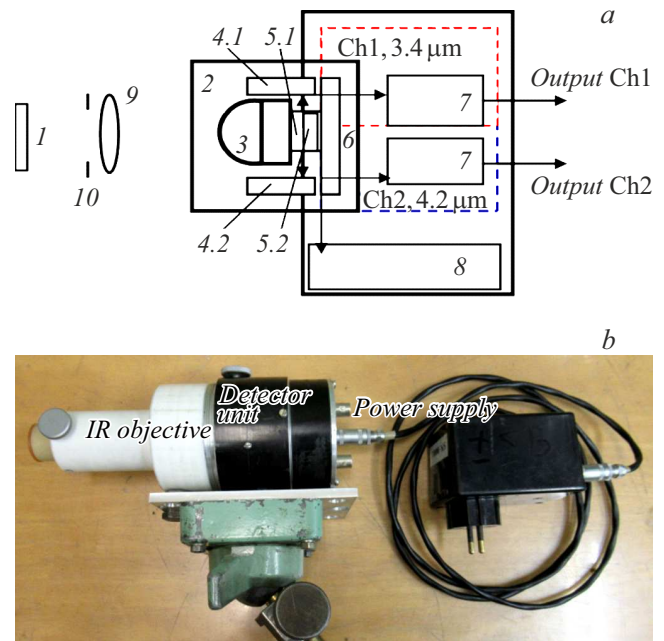 a
4.1
5.1
Ch1, 3.4 μm
2
9
7
Output Ch1
1
3
6
7
10
Ch2, 4.2 μm
Output Ch2
4.2
5.2
8
b
Detector
unit
IR objective
Power supply